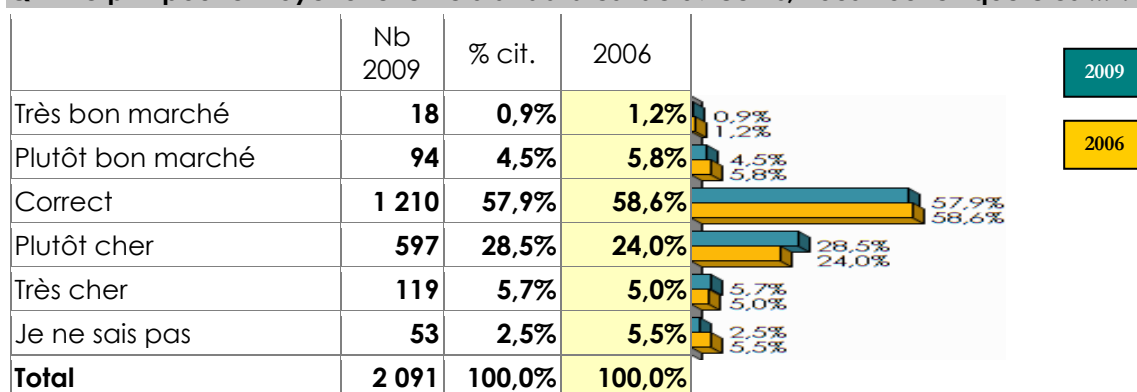 Nb 2009 % cit. 2006
Très bon marché 18 0,9% 1,2%
Plutôt bon marché 94 4,5% 5,8%
Correct 1 210 57,9% 58,6%
Plutôt cher 597 28,5% 24,0%
Très cher 119 5,7% 5,0%
Je ne sais pas 53 2,5% 5,5%
Total 2 091 100,0% 100,0%
0,9%
1,2%
4,5%
5,8%
57,9%
58,6%
28,5%
24,0%
5,7%
5,0%
2,5%
5,5%
2009
2006